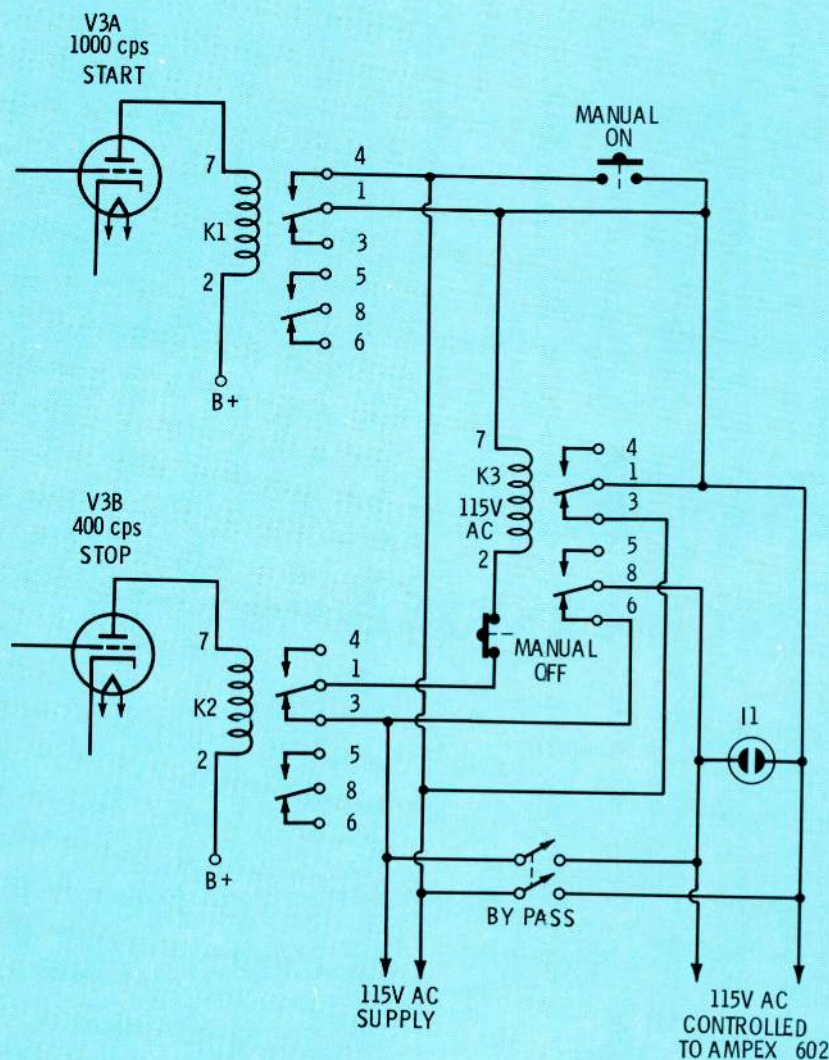 V3A
1000 cps
START
7
K1
2
B+
4
1
3
5
8
6
MANUAL
ON
7
K3
115V
AC
2
4
1
3
5
8
6
MANUAL
OFF
V3B
400 cps
STOP
7
K2
2
B+
4
1
3
5
8
6
I1
BY PASS
115V AC
SUPPLY
115V AC
CONTROLLED
TO AMPEX 602